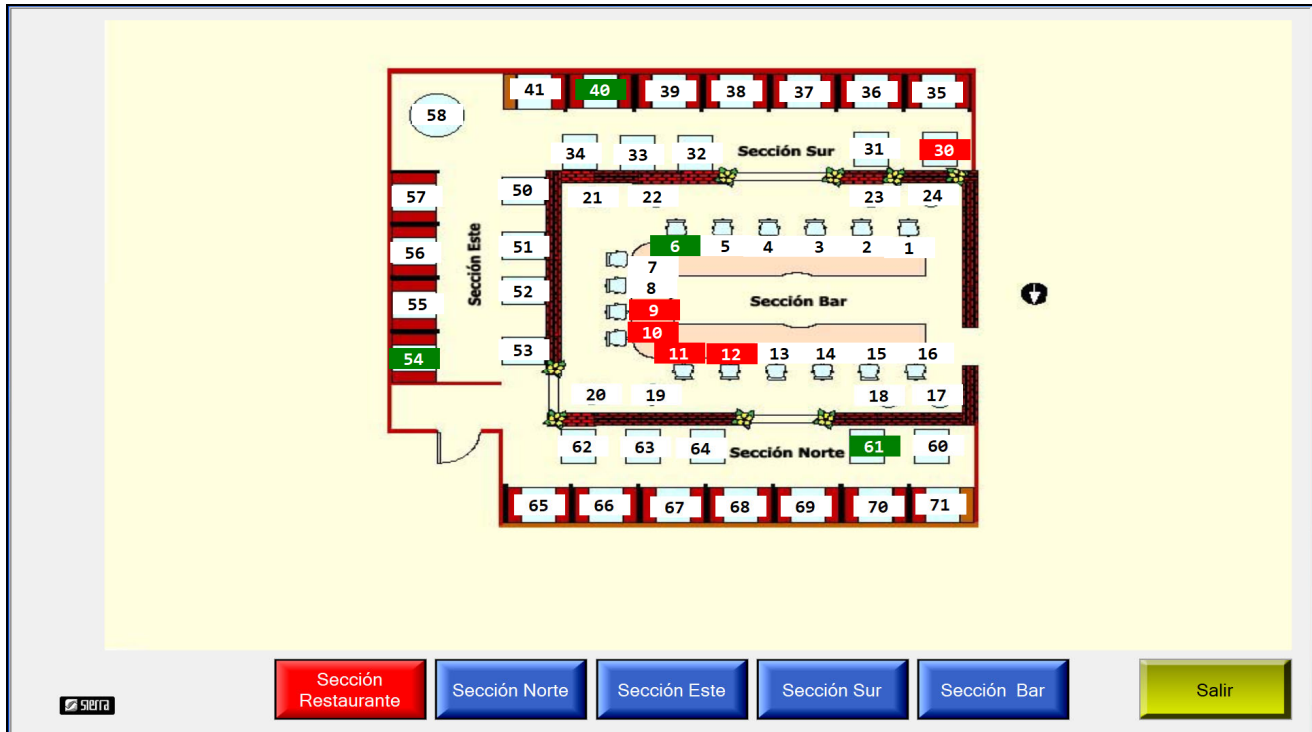 41 40 39 38 37 36 35
58
34 33 32 Sección Sur 31 30
57 50 21 22 23 24
56 51 6 5 4 3 2 1
Sección Este
7
55 52 8 Sección Bar
9
10
54 53 11 12 13 14 15 16
20 19 18 17
62 63 64 Sección Norte 61 60
65 66 67 68 69 70 71
Sección
Restaurante
Sección Norte
Sección Este
Sección Sur
Sección Bar
Salir
sierra